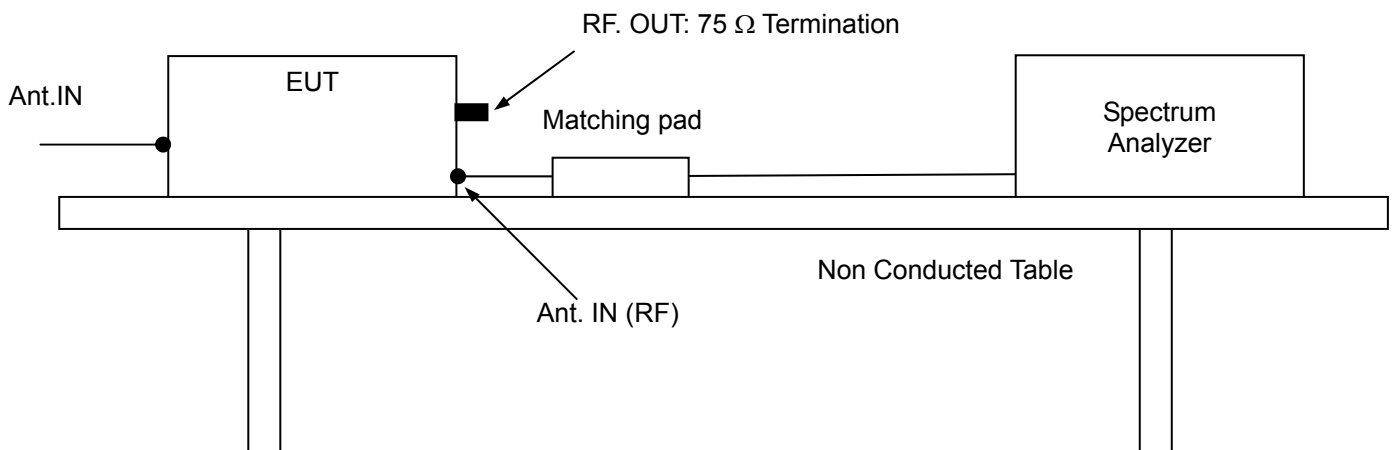 RF. OUT: 75 Ω Termination
Ant.IN
EUT
Matching pad
Spectrum
Analyzer
Non Conducted Table
Ant. IN (RF)